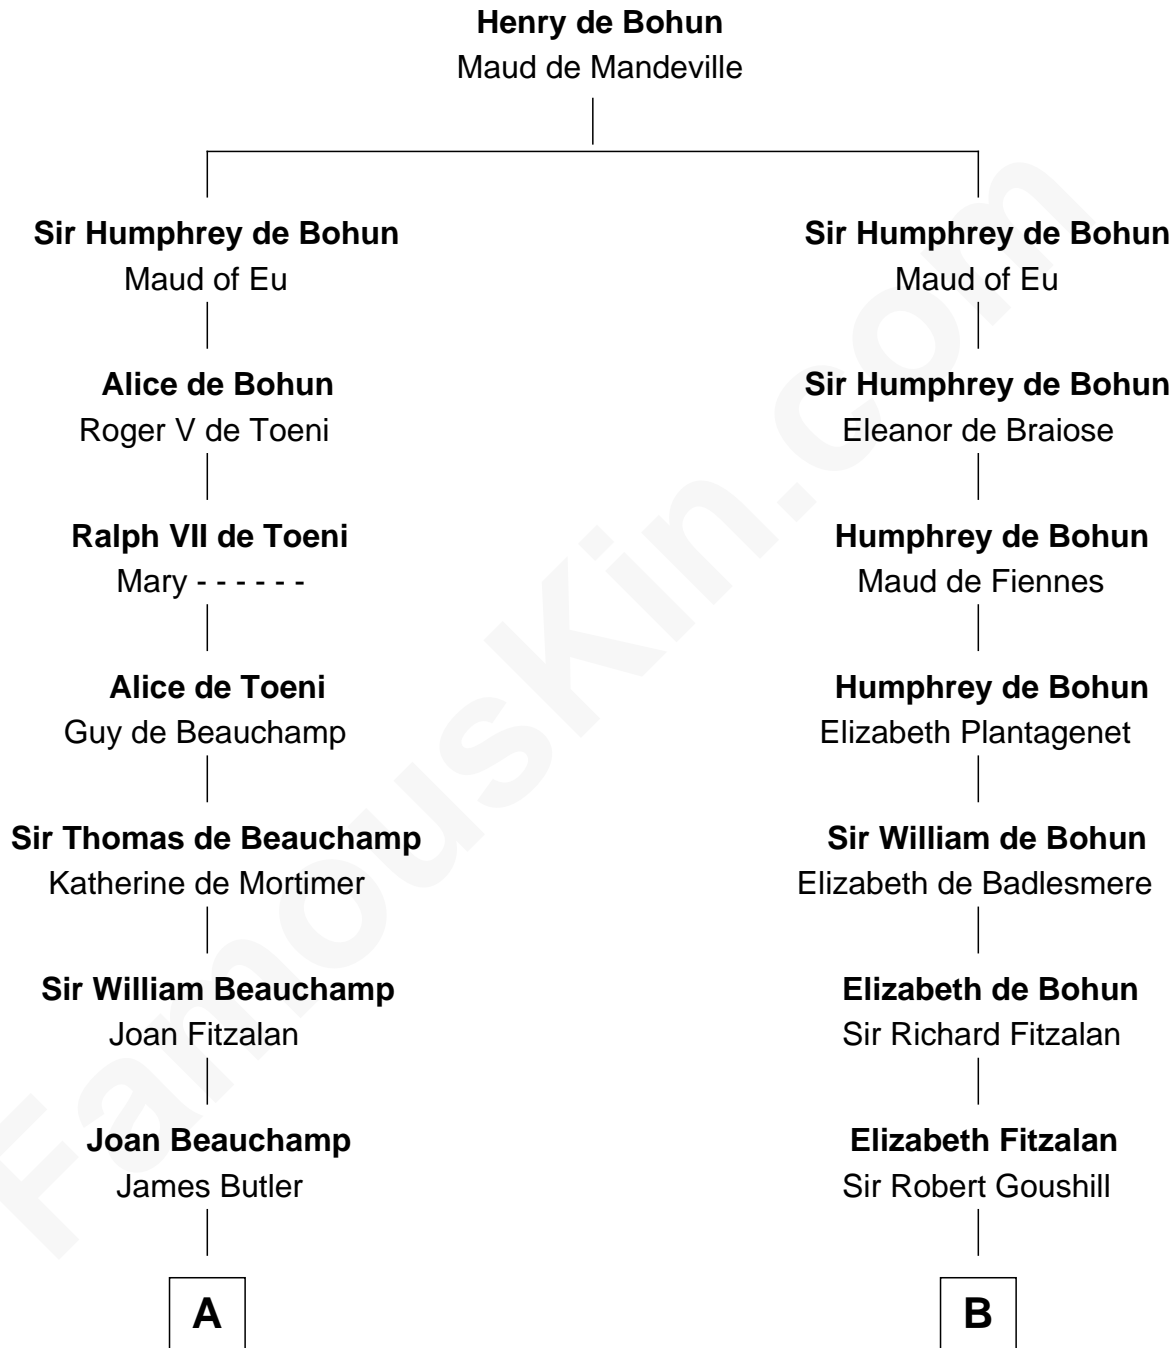 Henry de Bohun
Maud de Mandeville
Sir Humphrey de Bohun
Maud of Eu
Sir Humphrey de Bohun
Maud of Eu
Alice de Bohun
Roger V de Toeni
Sir Humphrey de Bohun
Eleanor de Braiose
Ralph VII de Toeni
Mary - - - - - -
Humphrey de Bohun
Maud de Fiennes
Alice de Toeni
Guy de Beauchamp
Humphrey de Bohun
Elizabeth Plantagenet
Sir Thomas de Beauchamp
Katherine de Mortimer
Sir William de Bohun
Elizabeth de Badlesmere
Sir William Beauchamp
Joan Fitzalan
Elizabeth de Bohun
Sir Richard Fitzalan
Joan Beauchamp
James Butler
Elizabeth Fitzalan
Sir Robert Goushill
A
B
FamousKin.com